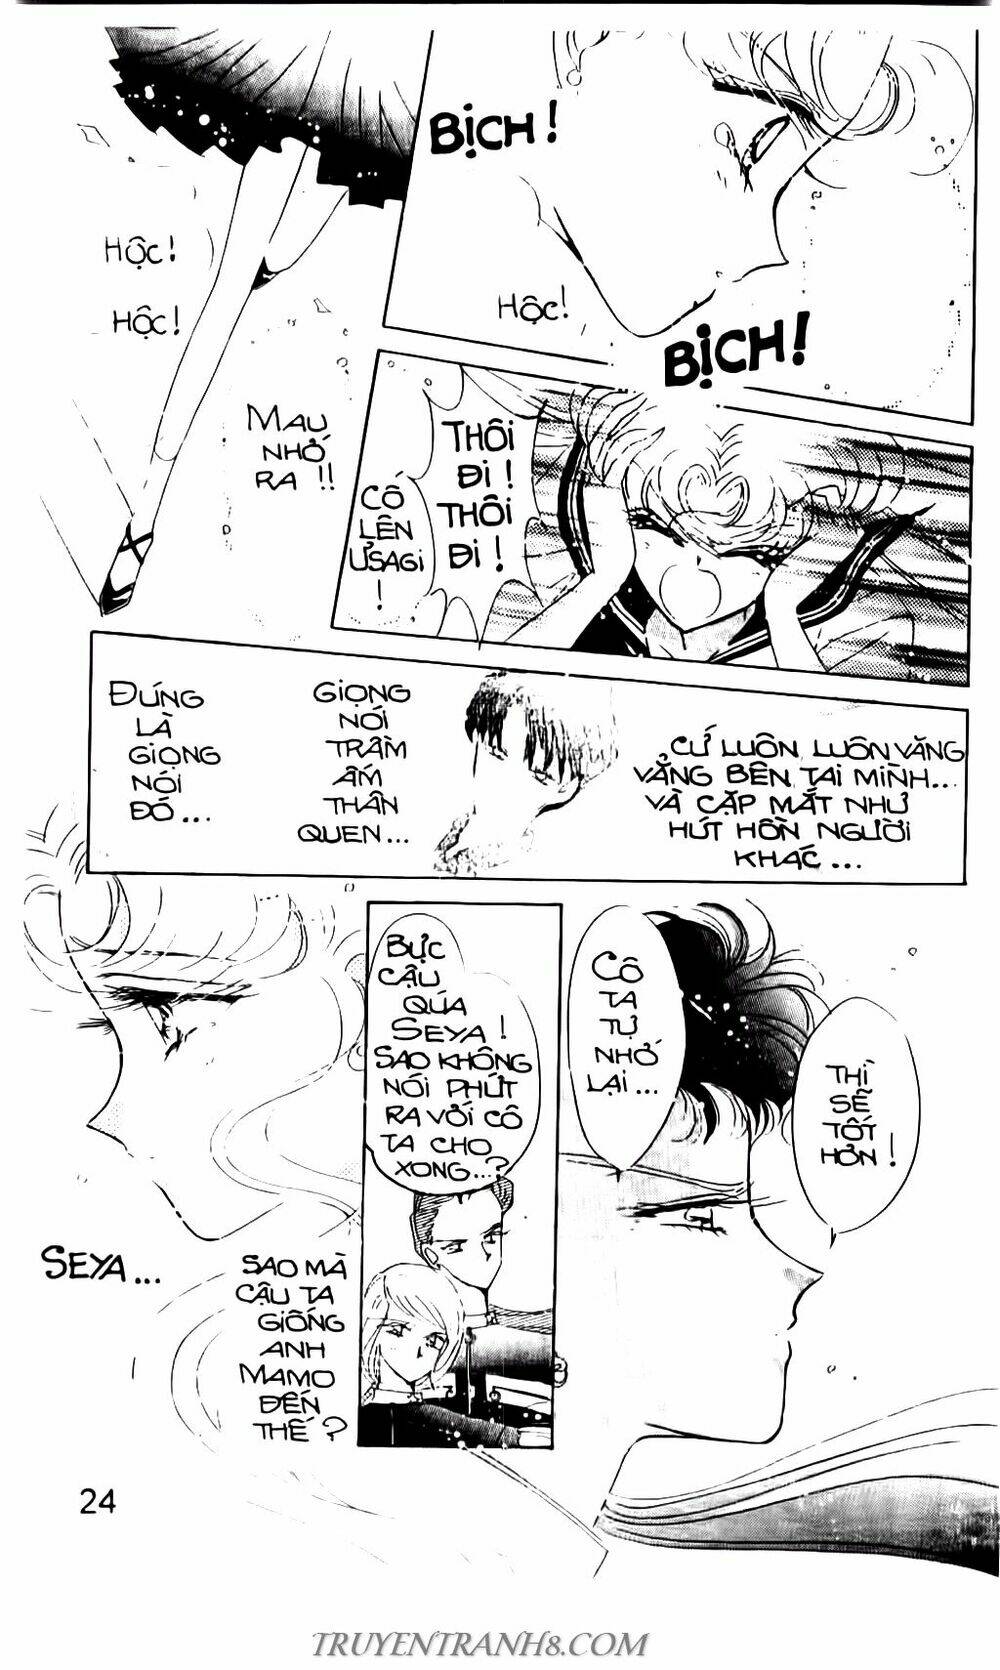 BỊCH!
HỘC!
HỘC!
HỘC!
BỊCH!
MAU
NHỚ
RA !!
THÔI
ĐI !
THÔI
ĐI !
CỐ
LÊN
ƯSAGI
!
ĐÚNG
LÀ
GIỌNG
NÓI
ĐÓ...
GIỌNG
NÓI
TRẦM
ẤM
THÂN
QUEN...
CỨ LUÔN LUÔN VĂNG
VẲNG BÊN TAI MÌNH...
VÀ CẶP MẮT NHƯ
HÚT HỒN NGƯỜI
KHÁC...
BỰC
CẬU
QÚA
SEYA !
SAO KHÔNG
NÓI PHỨT
RA VỚI CÔ
TA CHO
XONG...?
CÔ
TA
TỰ
NHỚ
LẠI...
THÌ
SẼ
TỐT
HƠN !
SEYA...
SAO MÀ
CẬU TA
GIỐNG
ANH
MAMO
ĐẾN
THẾ ?
24
TRUYENTRANH8.COM